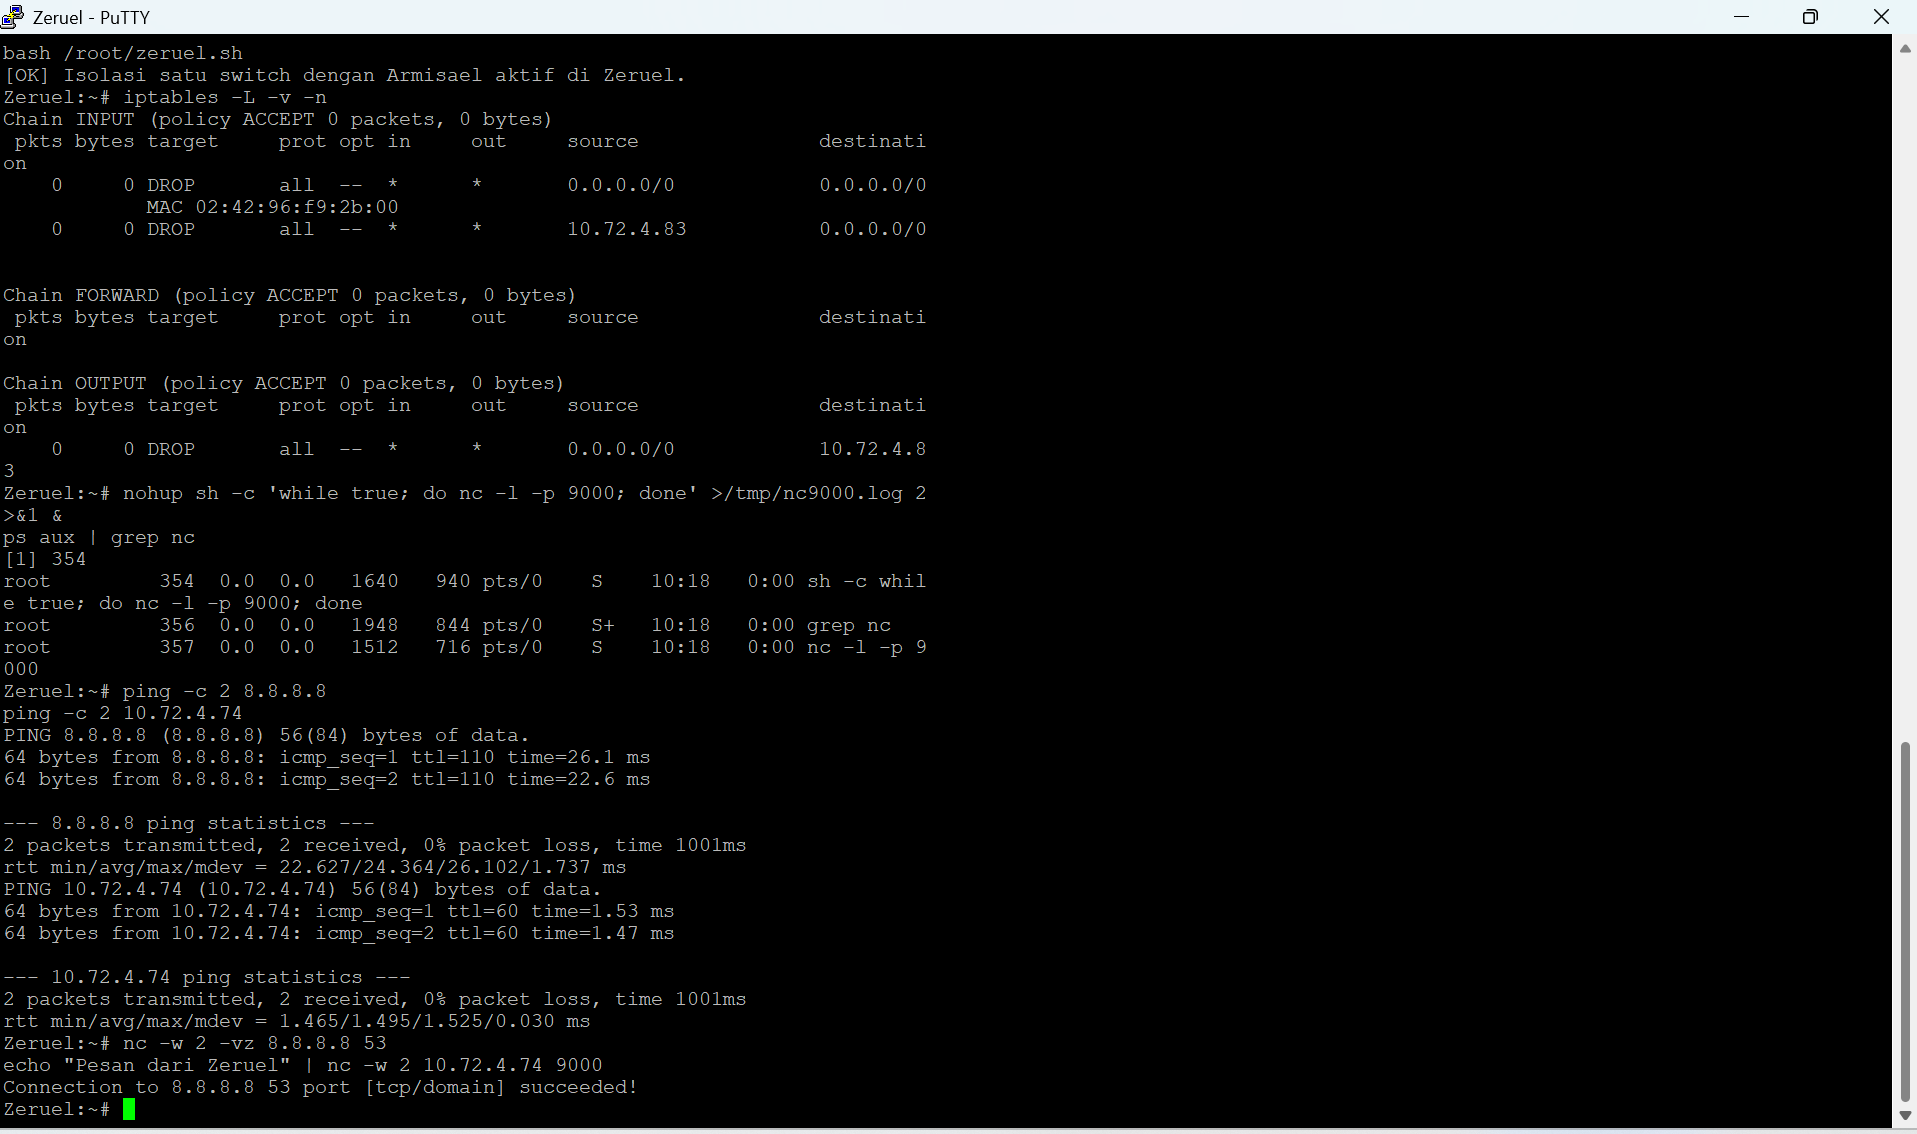 Zeruel - PuTTY
bash /root/zeruel.sh
[OK] Isolasi satu switch dengan Armisael aktif di Zeruel.
Zeruel:~# iptables -L -v -n
Chain INPUT (policy ACCEPT 0 packets, 0 bytes)
 pkts bytes target     prot opt in     out     source               destinati
on
    0     0 DROP       all  --  *      *       0.0.0.0/0            0.0.0.0/0
            MAC 02:42:96:f9:2b:00
    0     0 DROP       all  --  *      *       10.72.4.83           0.0.0.0/0
Chain FORWARD (policy ACCEPT 0 packets, 0 bytes)
 pkts bytes target     prot opt in     out     source               destinati
on
Chain OUTPUT (policy ACCEPT 0 packets, 0 bytes)
 pkts bytes target     prot opt in     out     source               destinati
on
    0     0 DROP       all  --  *      *       0.0.0.0/0            10.72.4.8
3
Zeruel:~# nohup sh -c 'while true; do nc -l -p 9000; done' >/tmp/nc9000.log 2
>&1 &
ps aux | grep nc
[1] 354
root         354  0.0  0.0   1640   940 pts/0    S    10:18   0:00 sh -c whil
e true; do nc -l -p 9000; done
root         356  0.0  0.0   1948   844 pts/0    S+   10:18   0:00 grep nc
root         357  0.0  0.0   1512   716 pts/0    S    10:18   0:00 nc -l -p 9
000
Zeruel:~# ping -c 2 8.8.8.8
ping -c 2 10.72.4.74
PING 8.8.8.8 (8.8.8.8) 56(84) bytes of data.
64 bytes from 8.8.8.8: icmp_seq=1 ttl=110 time=26.1 ms
64 bytes from 8.8.8.8: icmp_seq=2 ttl=110 time=22.6 ms
--- 8.8.8.8 ping statistics ---
2 packets transmitted, 2 received, 0% packet loss, time 1001ms
rtt min/avg/max/mdev = 22.627/24.364/26.102/1.737 ms
PING 10.72.4.74 (10.72.4.74) 56(84) bytes of data.
64 bytes from 10.72.4.74: icmp_seq=1 ttl=60 time=1.53 ms
64 bytes from 10.72.4.74: icmp_seq=2 ttl=60 time=1.47 ms
--- 10.72.4.74 ping statistics ---
2 packets transmitted, 2 received, 0% packet loss, time 1001ms
rtt min/avg/max/mdev = 1.465/1.495/1.525/0.030 ms
Zeruel:~# nc -w 2 -vz 8.8.8.8 53
echo "Pesan dari Zeruel" | nc -w 2 10.72.4.74 9000
Connection to 8.8.8.8 53 port [tcp/domain] succeeded!
Zeruel:~#